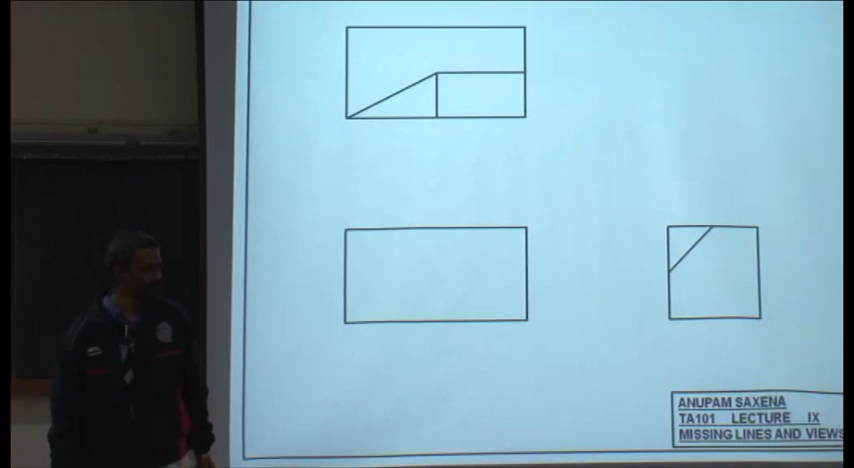 ANUPAM SAXENA
TA101 LECTURE IX
MISSING LINES AND VIEWS